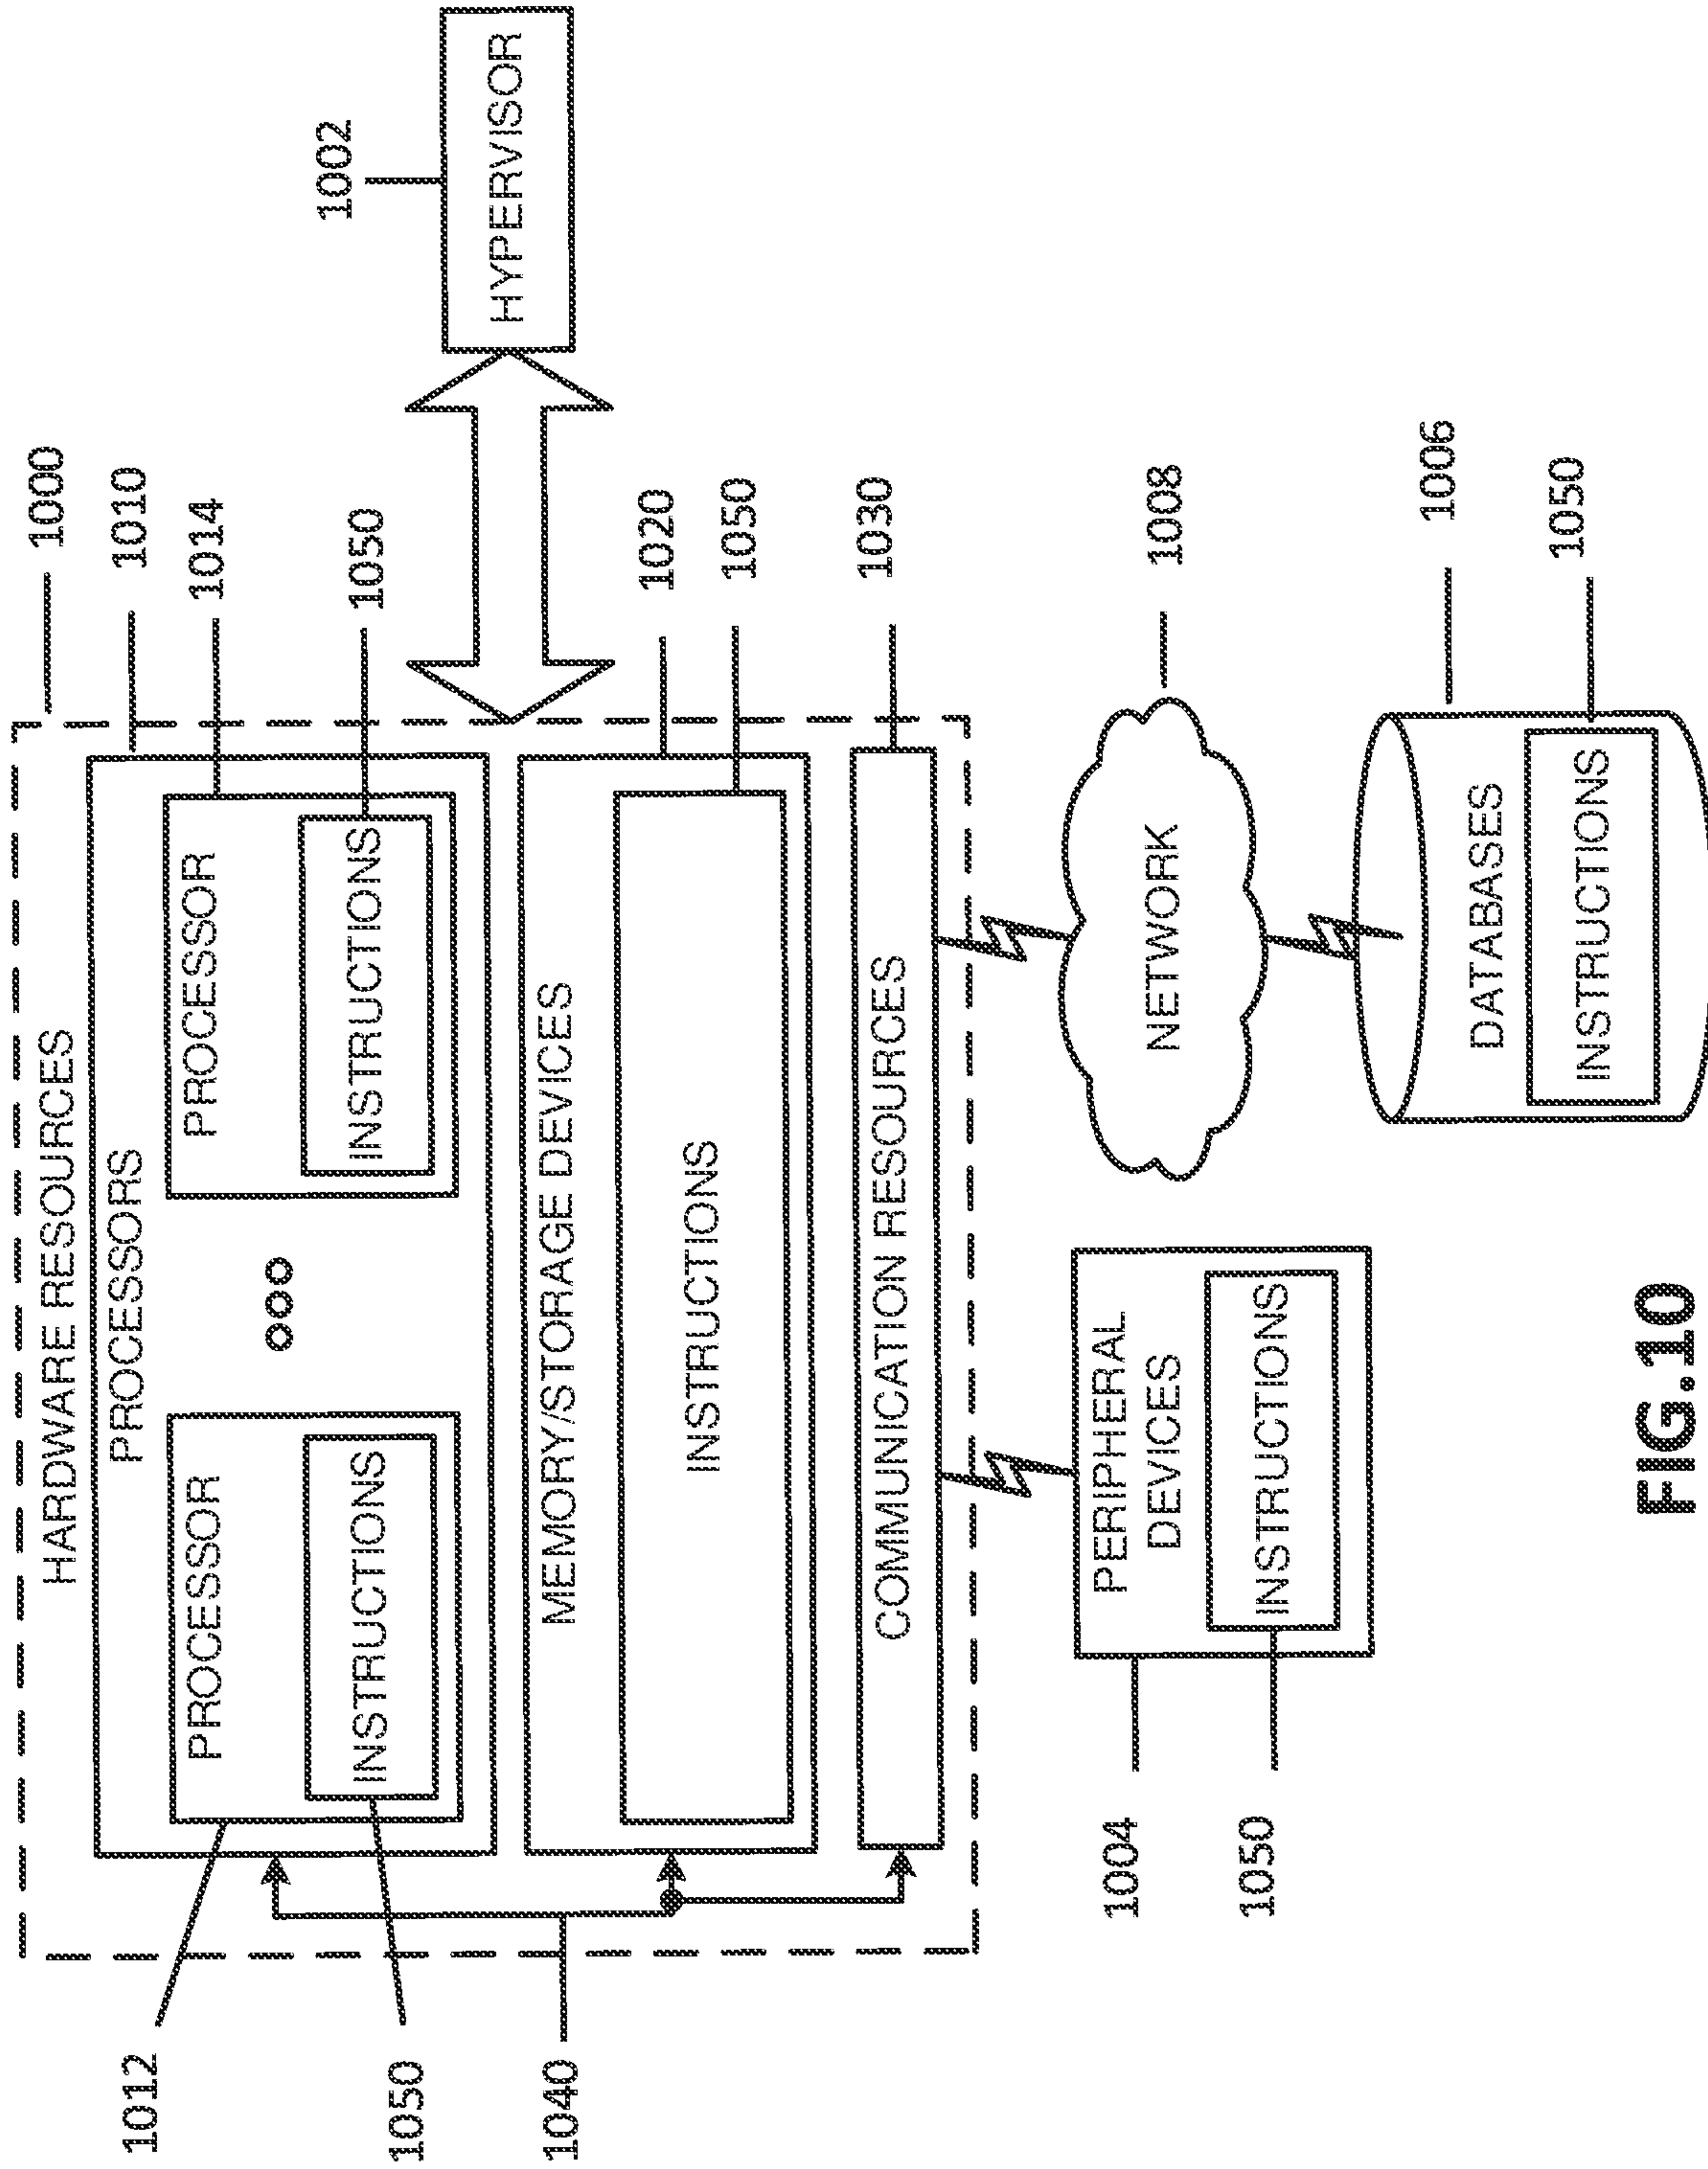 HARDWARE RESOURCES
1000
PROCESSORS
1010
PROCESSOR
PROCESSOR
1012
1014
INSTRUCTIONS
INSTRUCTIONS
1050
1050
1002
HYPERVISOR
MEMORY/STORAGE DEVICES
1020
INSTRUCTIONS
1050
1040
COMMUNICATION RESOURCES
1030
PERIPHERAL
DEVICES
1004
INSTRUCTIONS
1050
NETWORK
1008
DATABASES
1006
INSTRUCTIONS
1050
FIG.10